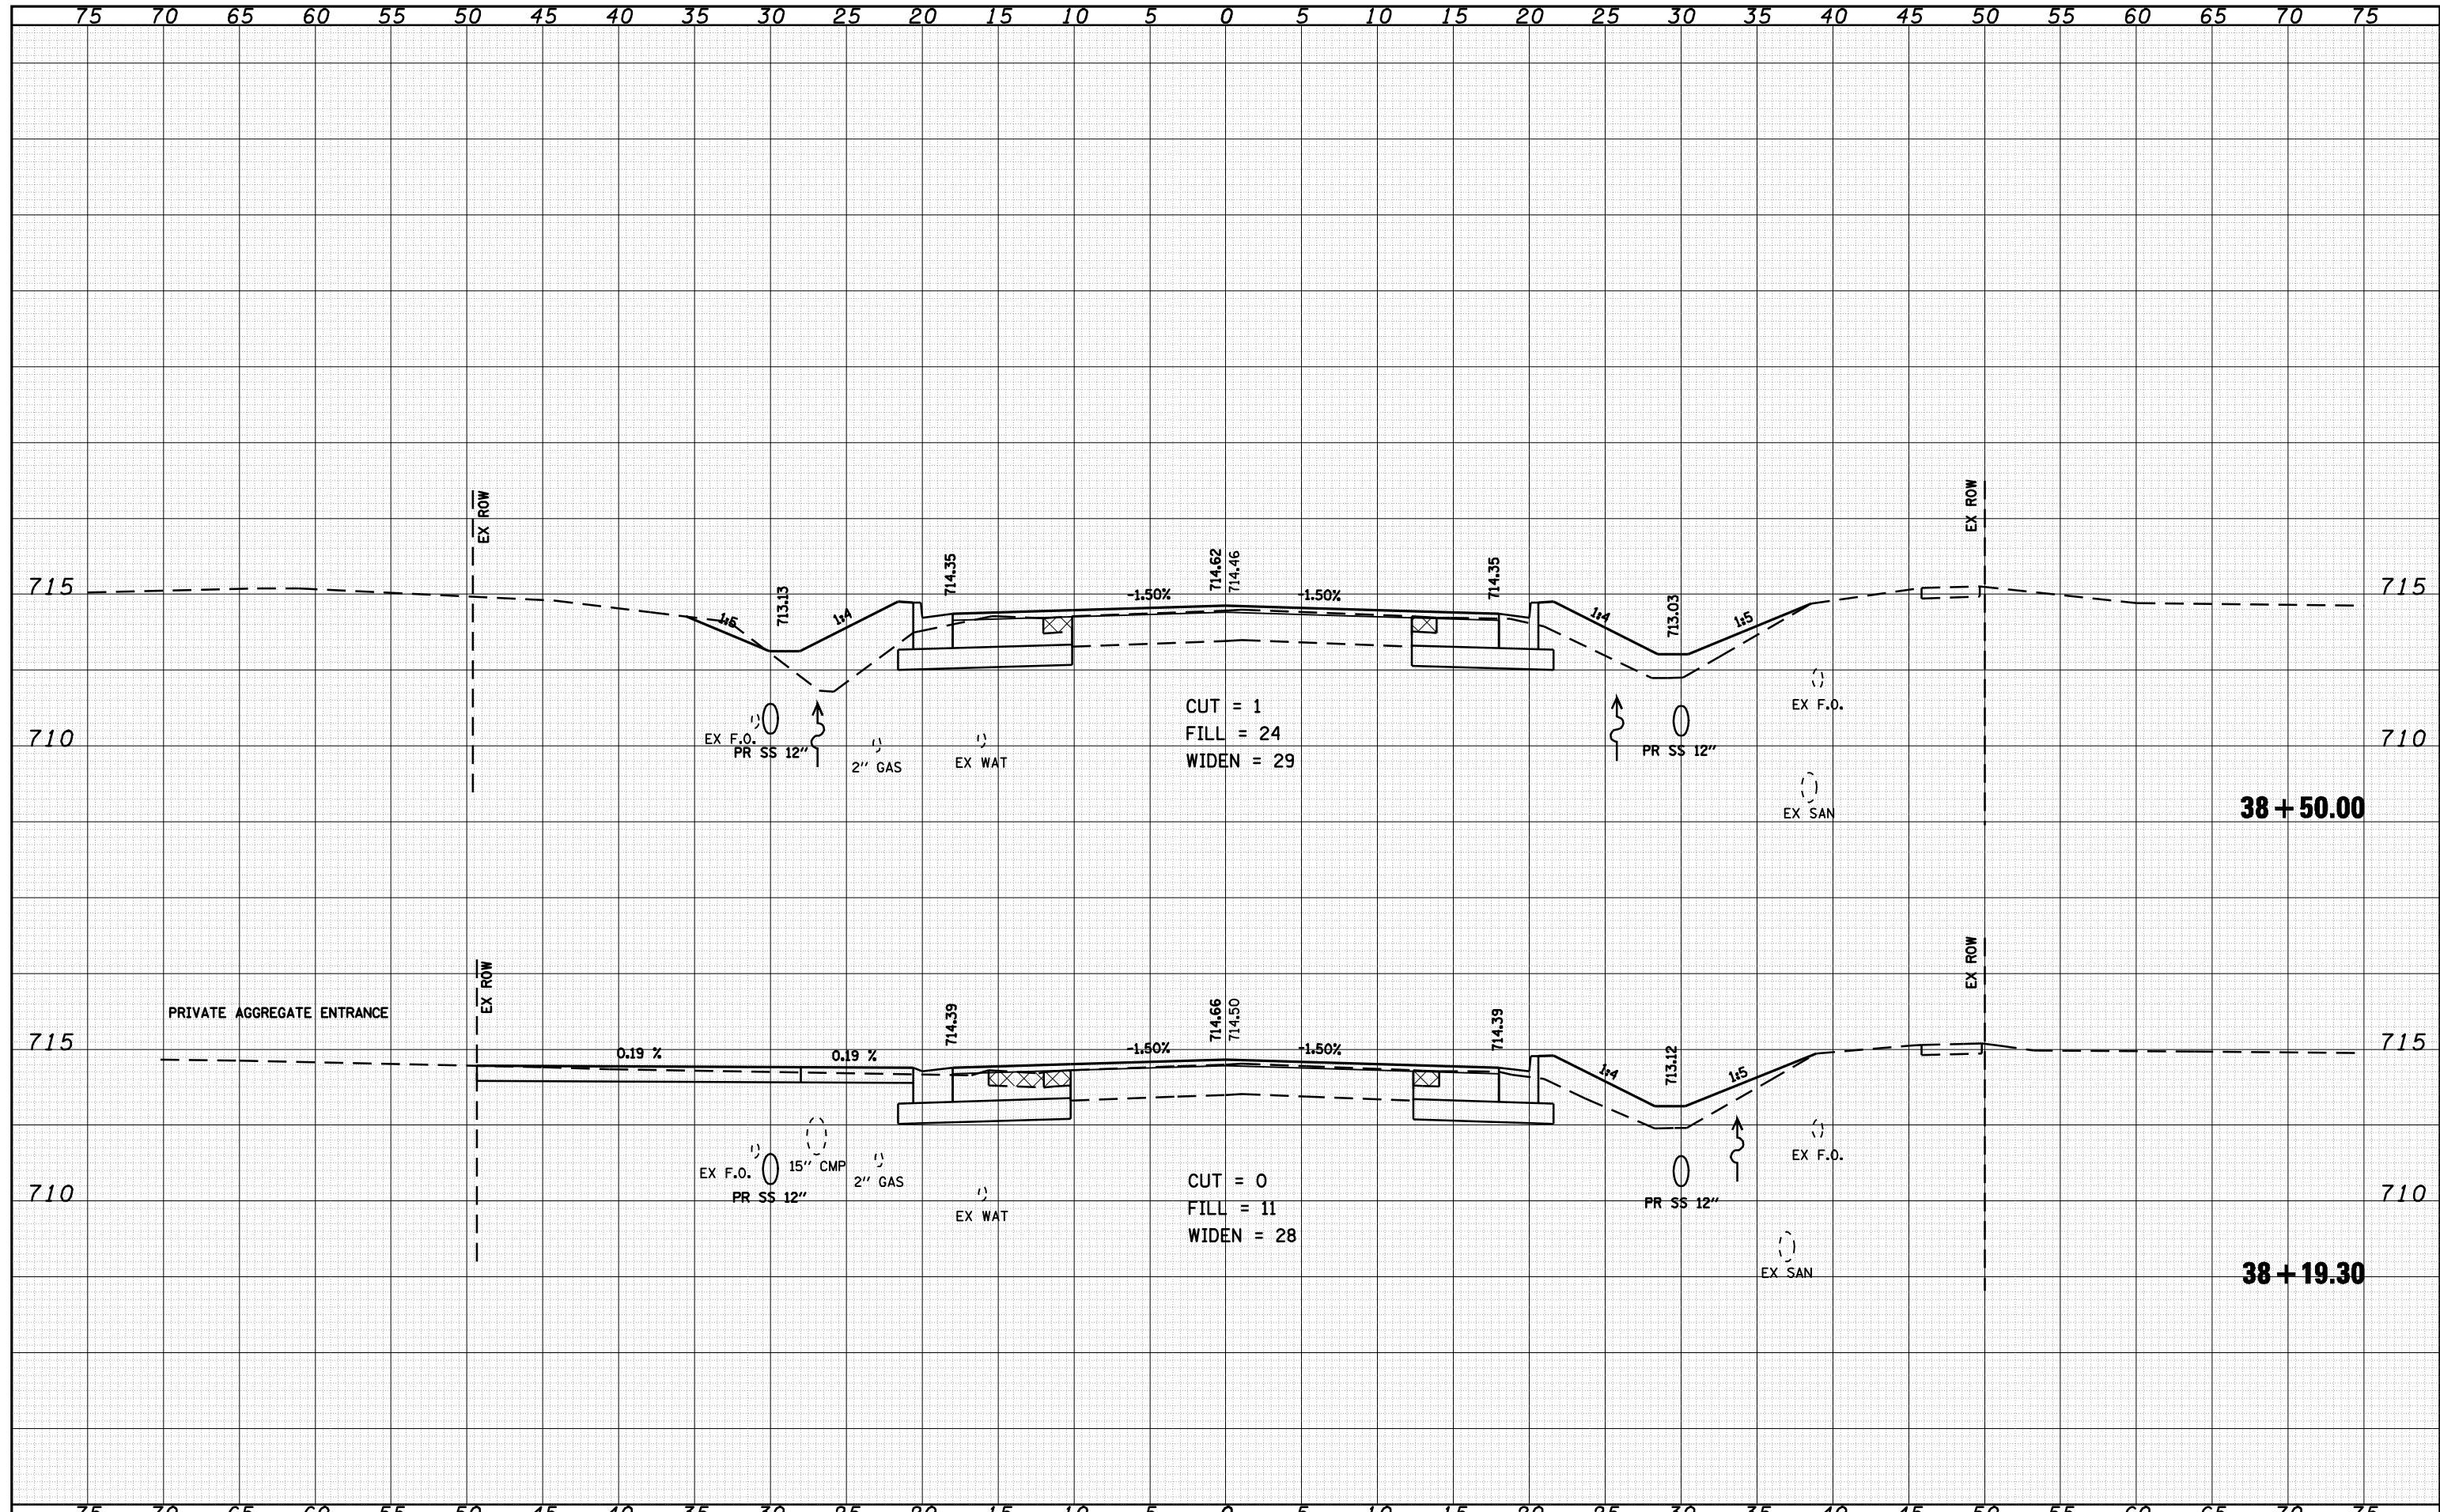 75 70 65 60 55 50 45 40 35 30 25 20 15 10 5 0 5 10 15 20 25 30 35 40 45 50 55 60 65 70 75
EX ROW
EX ROW
714.35
714.62
714.46
714.35
713.13
713.03
715
715
1:5
1:4
-1.50%
-1.50%
1:4
1:5
CUT = 1
FILL = 24
WIDEN = 29
EX F.O.
EX F.O.
PR SS 12"
2" GAS
EX WAT
PR SS 12"
710
710
EX SAN
38 + 50.00
EX ROW
EX ROW
PRIVATE AGGREGATE ENTRANCE
714.39
714.66
714.50
714.39
713.12
715
715
0.19 %
0.19 %
-1.50%
-1.50%
1:4
1:5
EX F.O.
15" CMP
2" GAS
EX F.O.
PR SS 12"
EX WAT
PR SS 12"
CUT = 0
FILL = 11
WIDEN = 28
710
710
EX SAN
38 + 19.30
75 70 65 60 55 50 45 40 35 30 25 20 15 10 5 0 5 10 15 20 25 30 35 40 45 50 55 60 65 70 75